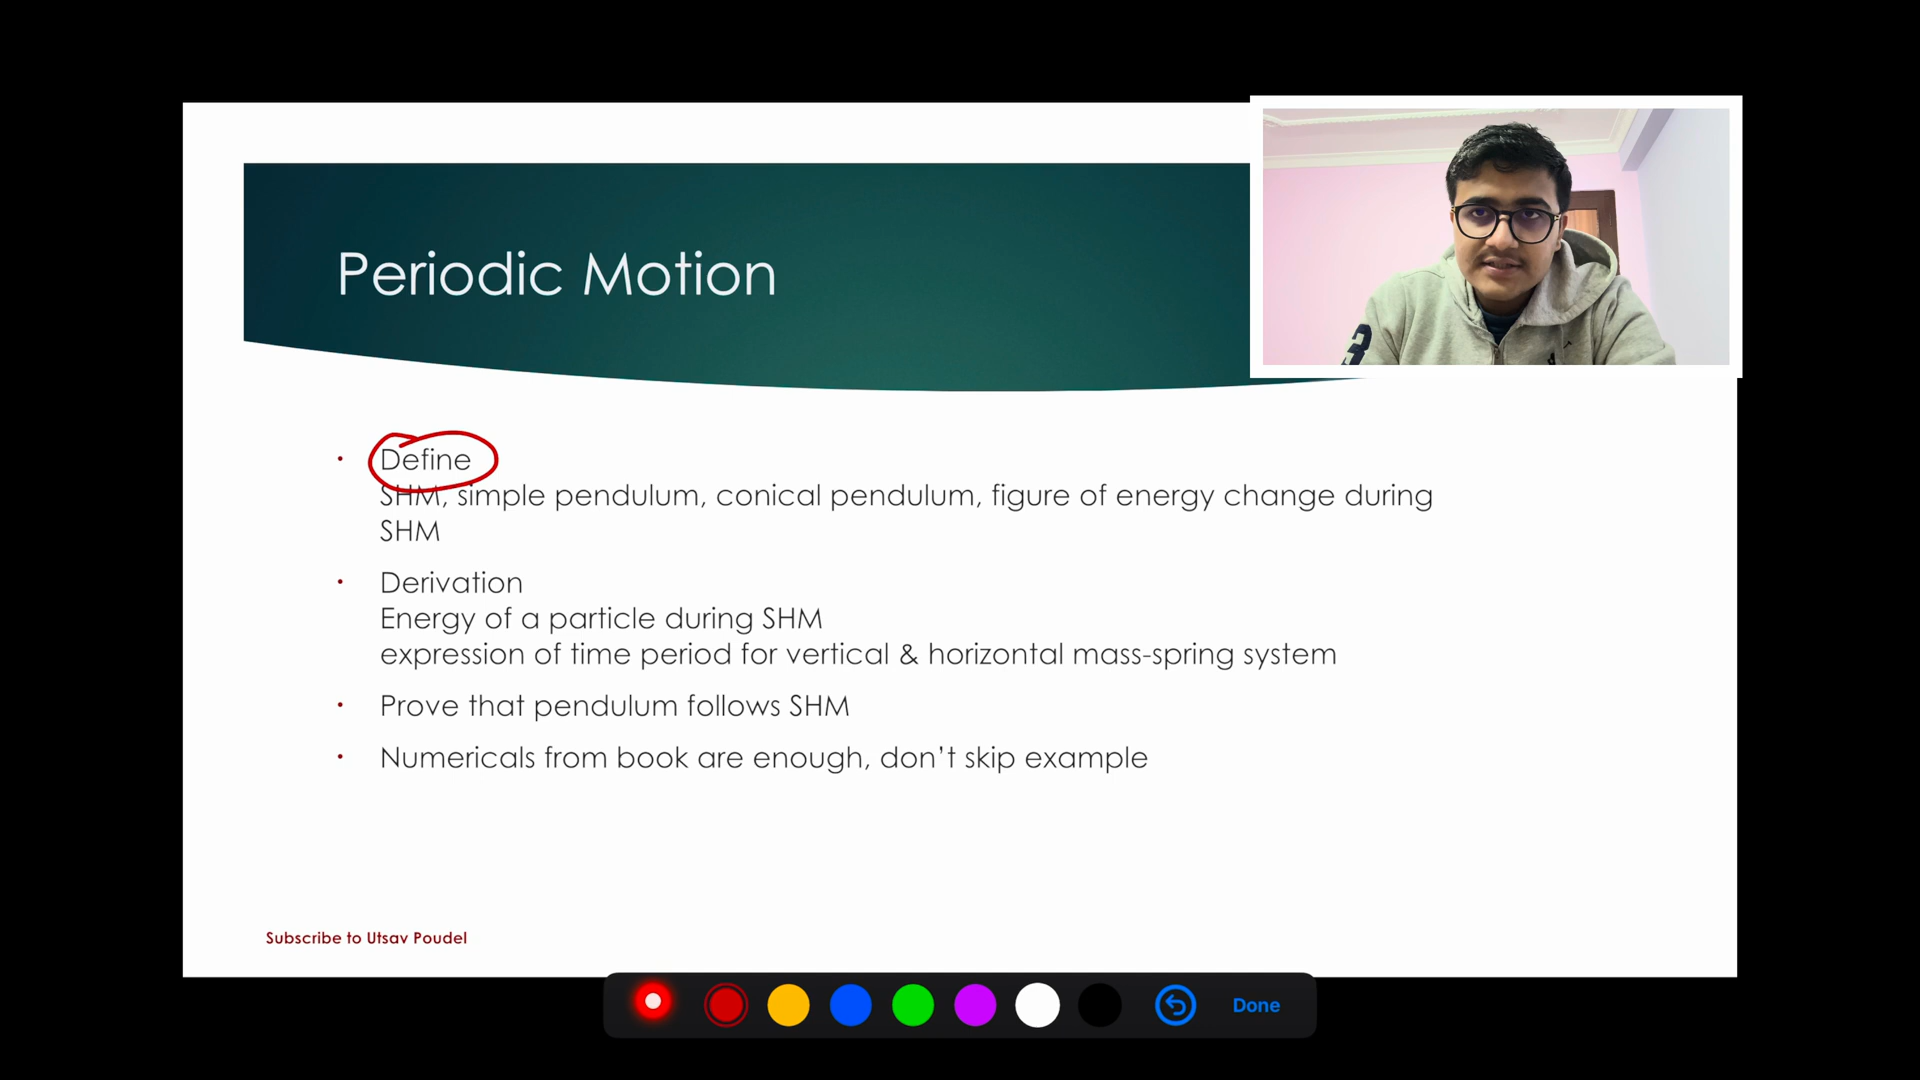 Periodic Motion
• Define
SHM, simple pendulum, conical pendulum, figure of energy change during
SHM
• Derivation
Energy of a particle during SHM
expression of time period for vertical & horizontal mass-spring system
• Prove that pendulum follows SHM
• Numericals from book are enough, don’t skip example
Subscribe to Utsav Poudel
Done
3